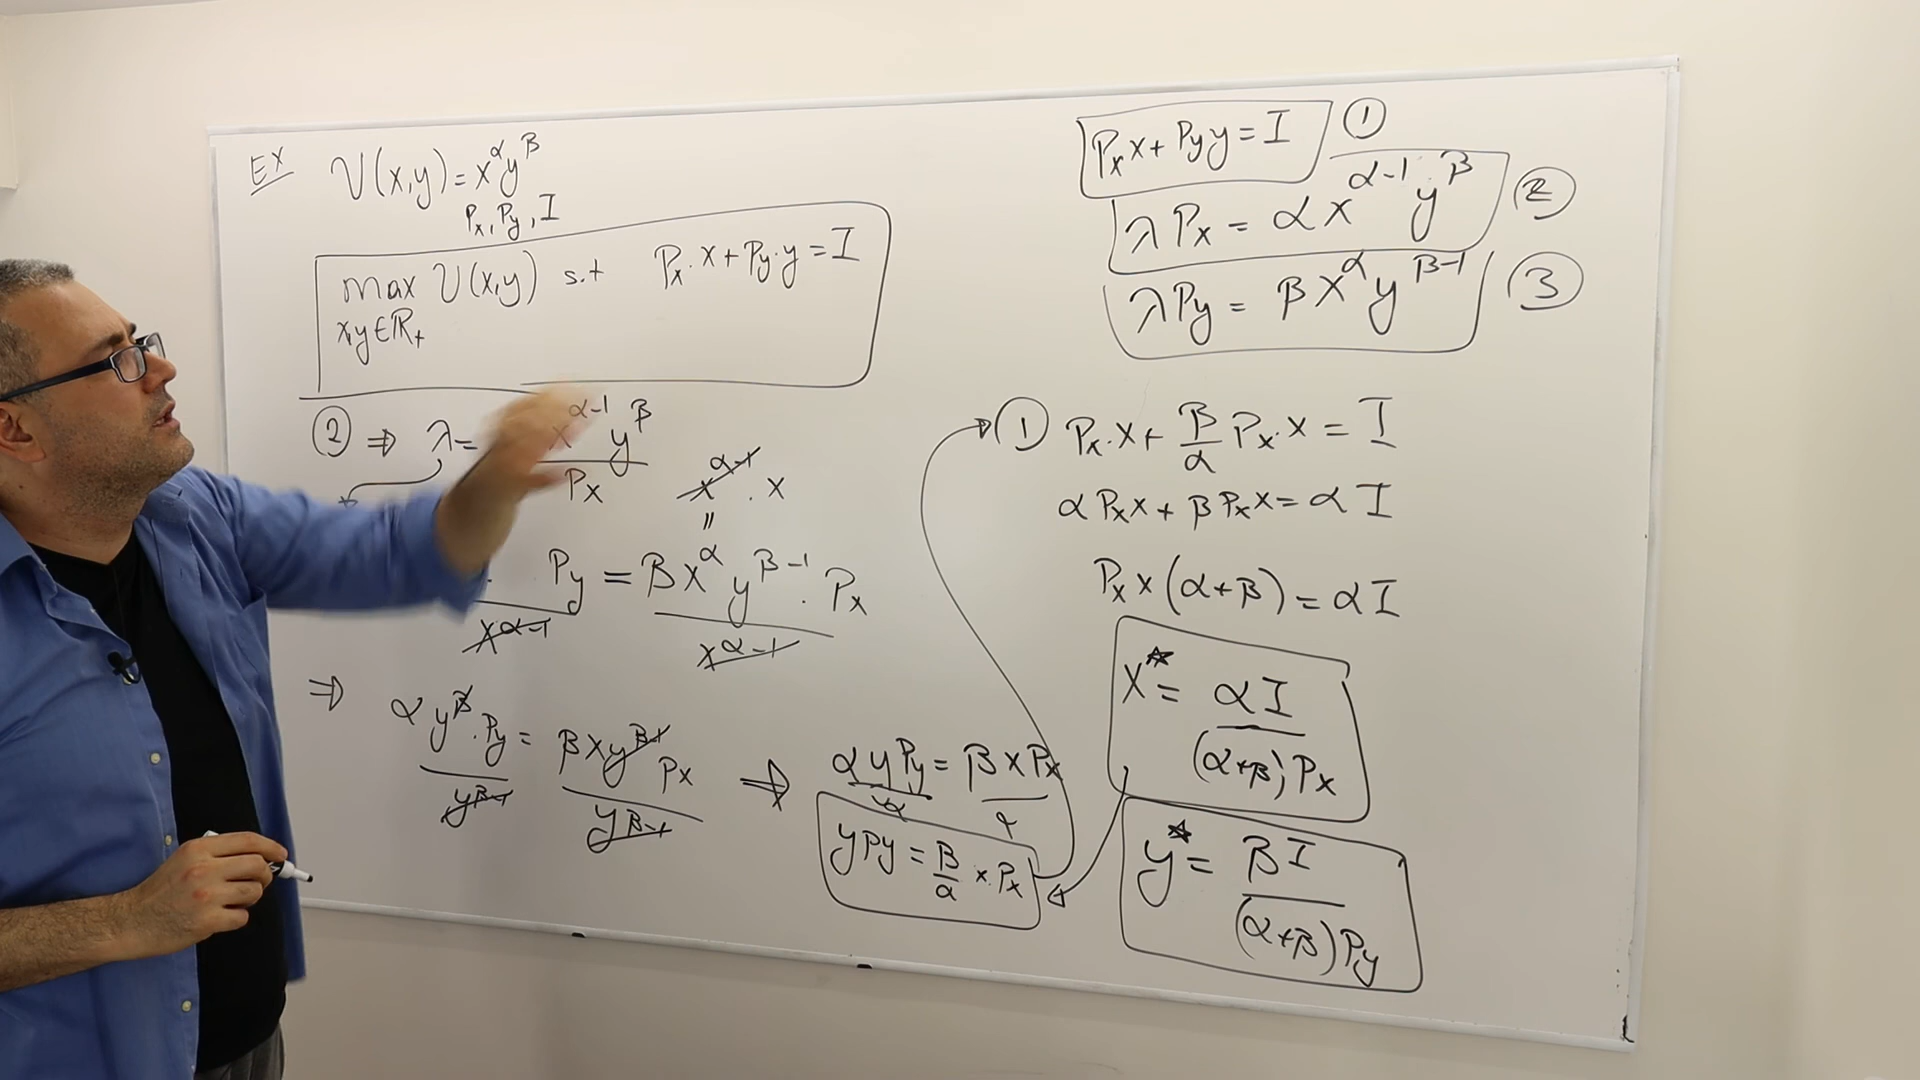 EX U(x,y) = x^α y^β
Px, Py, I
max U(x,y) s.t Px·x + Py·y = I
x,y ∈ ℝ+
② ⇒ λ = x^(α-1) y^β / Px
x^(α-1) · x
=
Py / x^(α-1) = β x^α y^(β-1) · Px / x^(α-1)
⇒ α y^β · Py / y^(β-1) = β x y^(β-1) Px / y^(β-1) ⇒ α y Py / α = β x Px / α
y Py = β/α x · Px
Px x + Py y = I ①
λ Px = α x^(α-1) · y^β ②
λ Py = β x^α y^(β-1) ③
① Px · x + β/α Px · x = I
α Px x + β Px x = α I
Px x (α+β) = α I
x* = α I / (α+β) Px
y* = β I / (α+β) Py